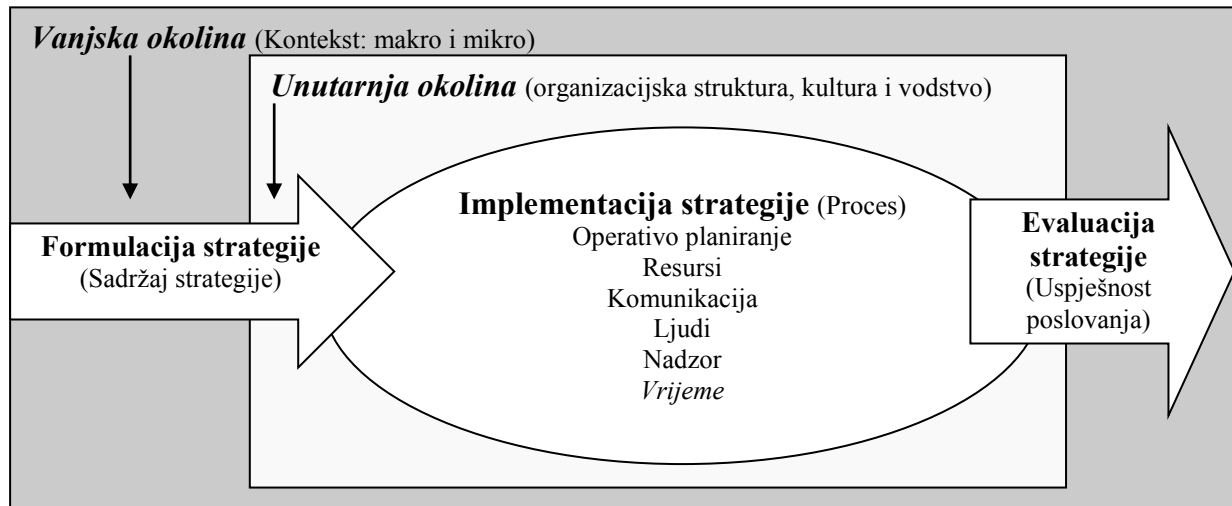 Vanjska okolina (Kontekst: makro i mikro)
Unutarnja okolina (organizacijska struktura, kultura i vodstvo)
Formulacija strategije
(Sadržaj strategije)
Implementacija strategije (Proces)
Operativo planiranje
Resursi
Komunikacija
Ljudi
Nadzor
Vrijeme
Evaluacija
strategije
(Uspješnost
poslovanja)